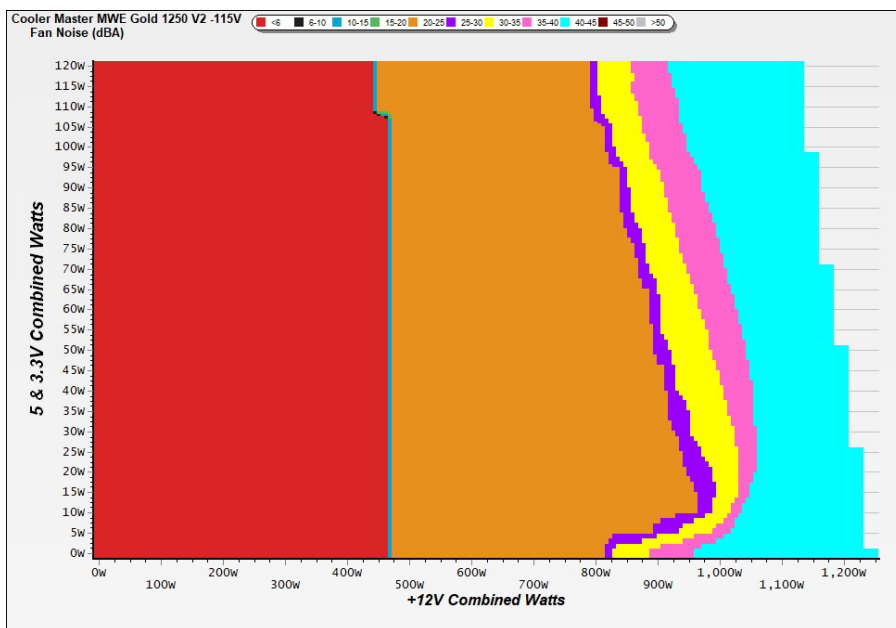 Cooler Master MWE Gold 1250 V2 -115V
Fan Noise (dBA)
<6 6-10 10-15 15-20 20-25 25-30 30-35 35-40 40-45 45-50 >50
5 & 3.3V Combined Watts
120W
115W
110W
105W
100W
95W
90W
85W
80W
75W
70W
65W
60W
55W
50W
45W
40W
35W
30W
25W
20W
15W
10W
5W
0W
0W 200W 400W 500W 600W 800W 1,000W 1,200W
100W 300W 500W 700W 900W 1,100W
+12V Combined Watts